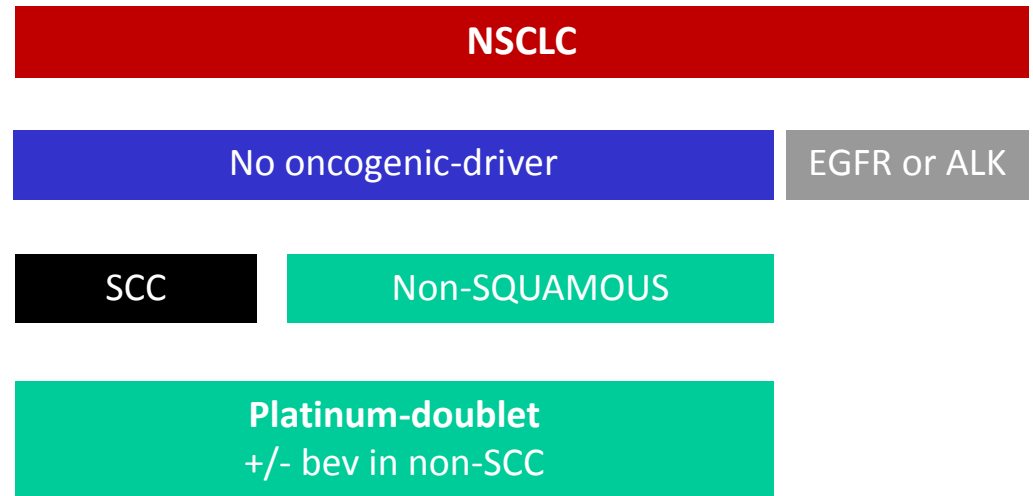 NSCLC
No oncogenic-driver
EGFR or ALK
SCC
Non-SQUAMOUS
Platinum-doublet
+/- bev in non-SCC